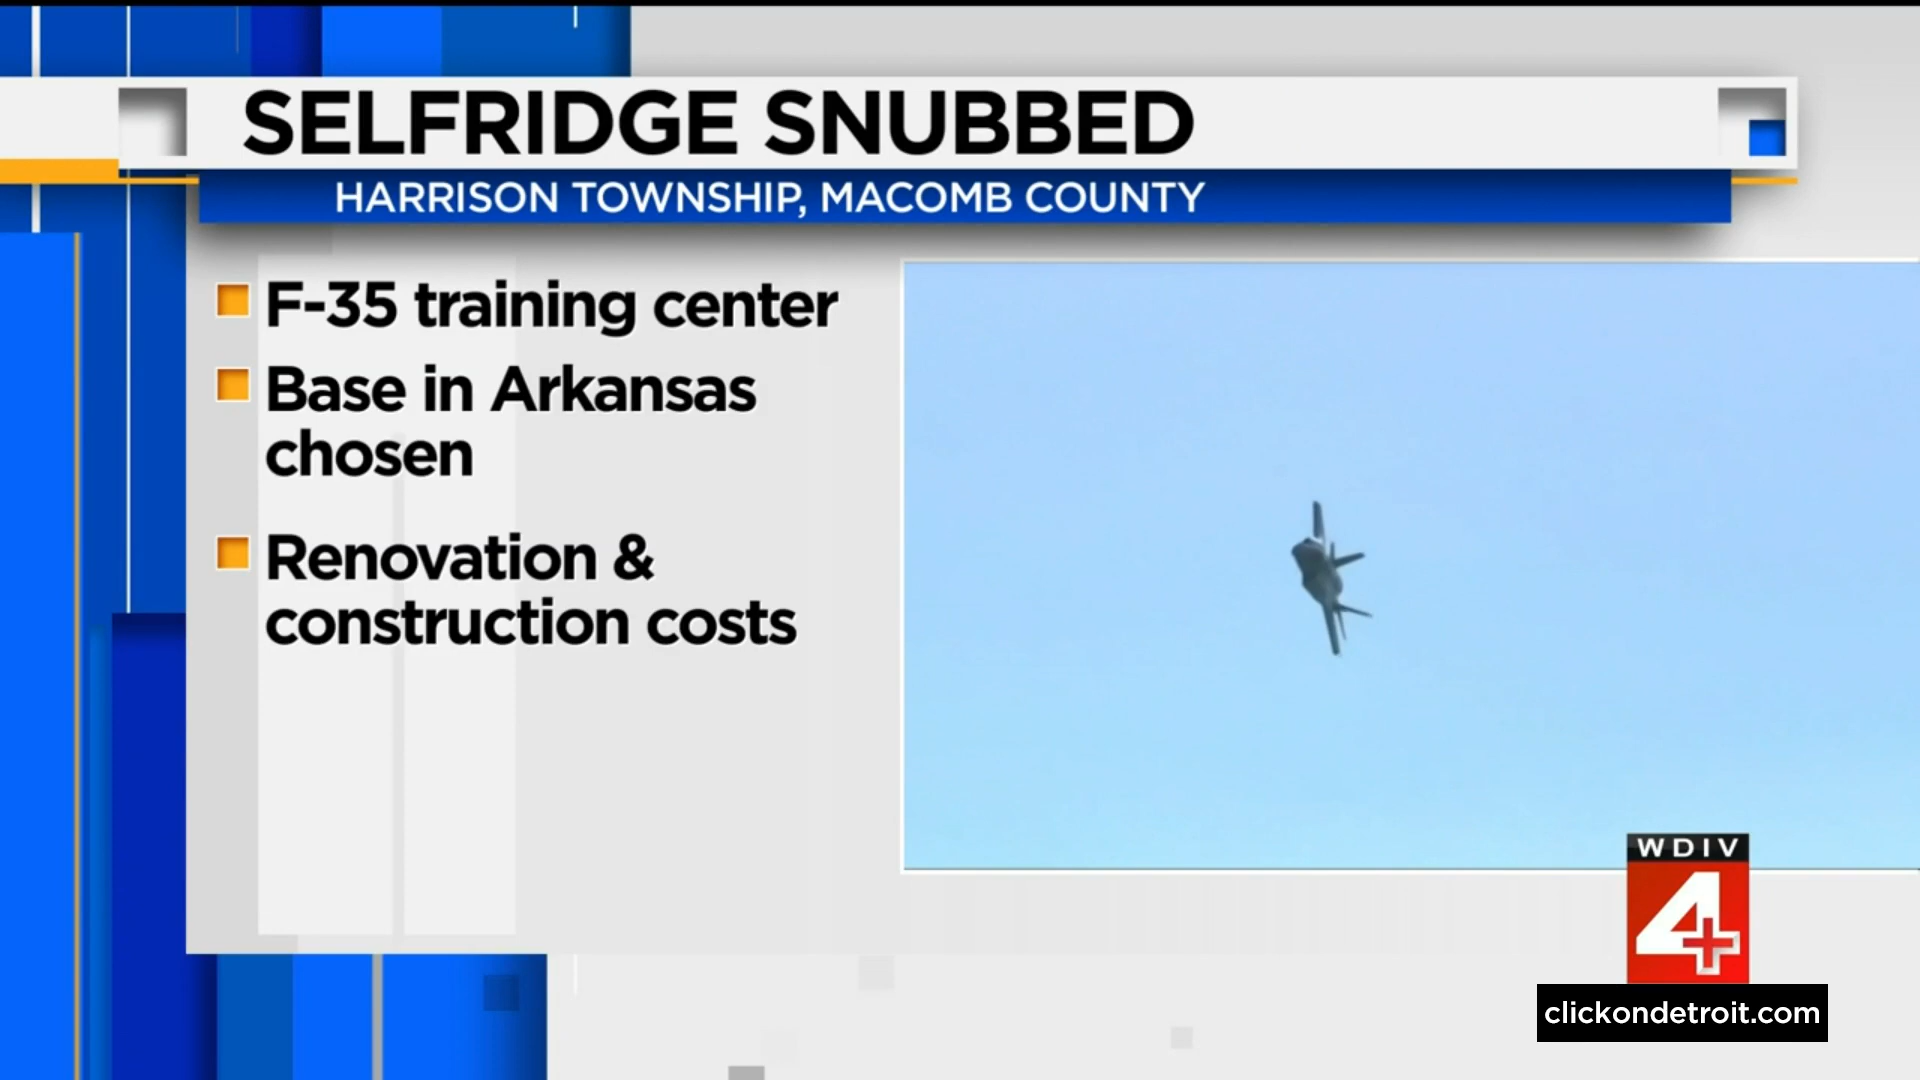 SELFRIDGE SNUBBED
HARRISON TOWNSHIP, MACOMB COUNTY
F-35 training center
Base in Arkansas
chosen
Renovation &
construction costs
WDIV
4+
clickondetroit.com